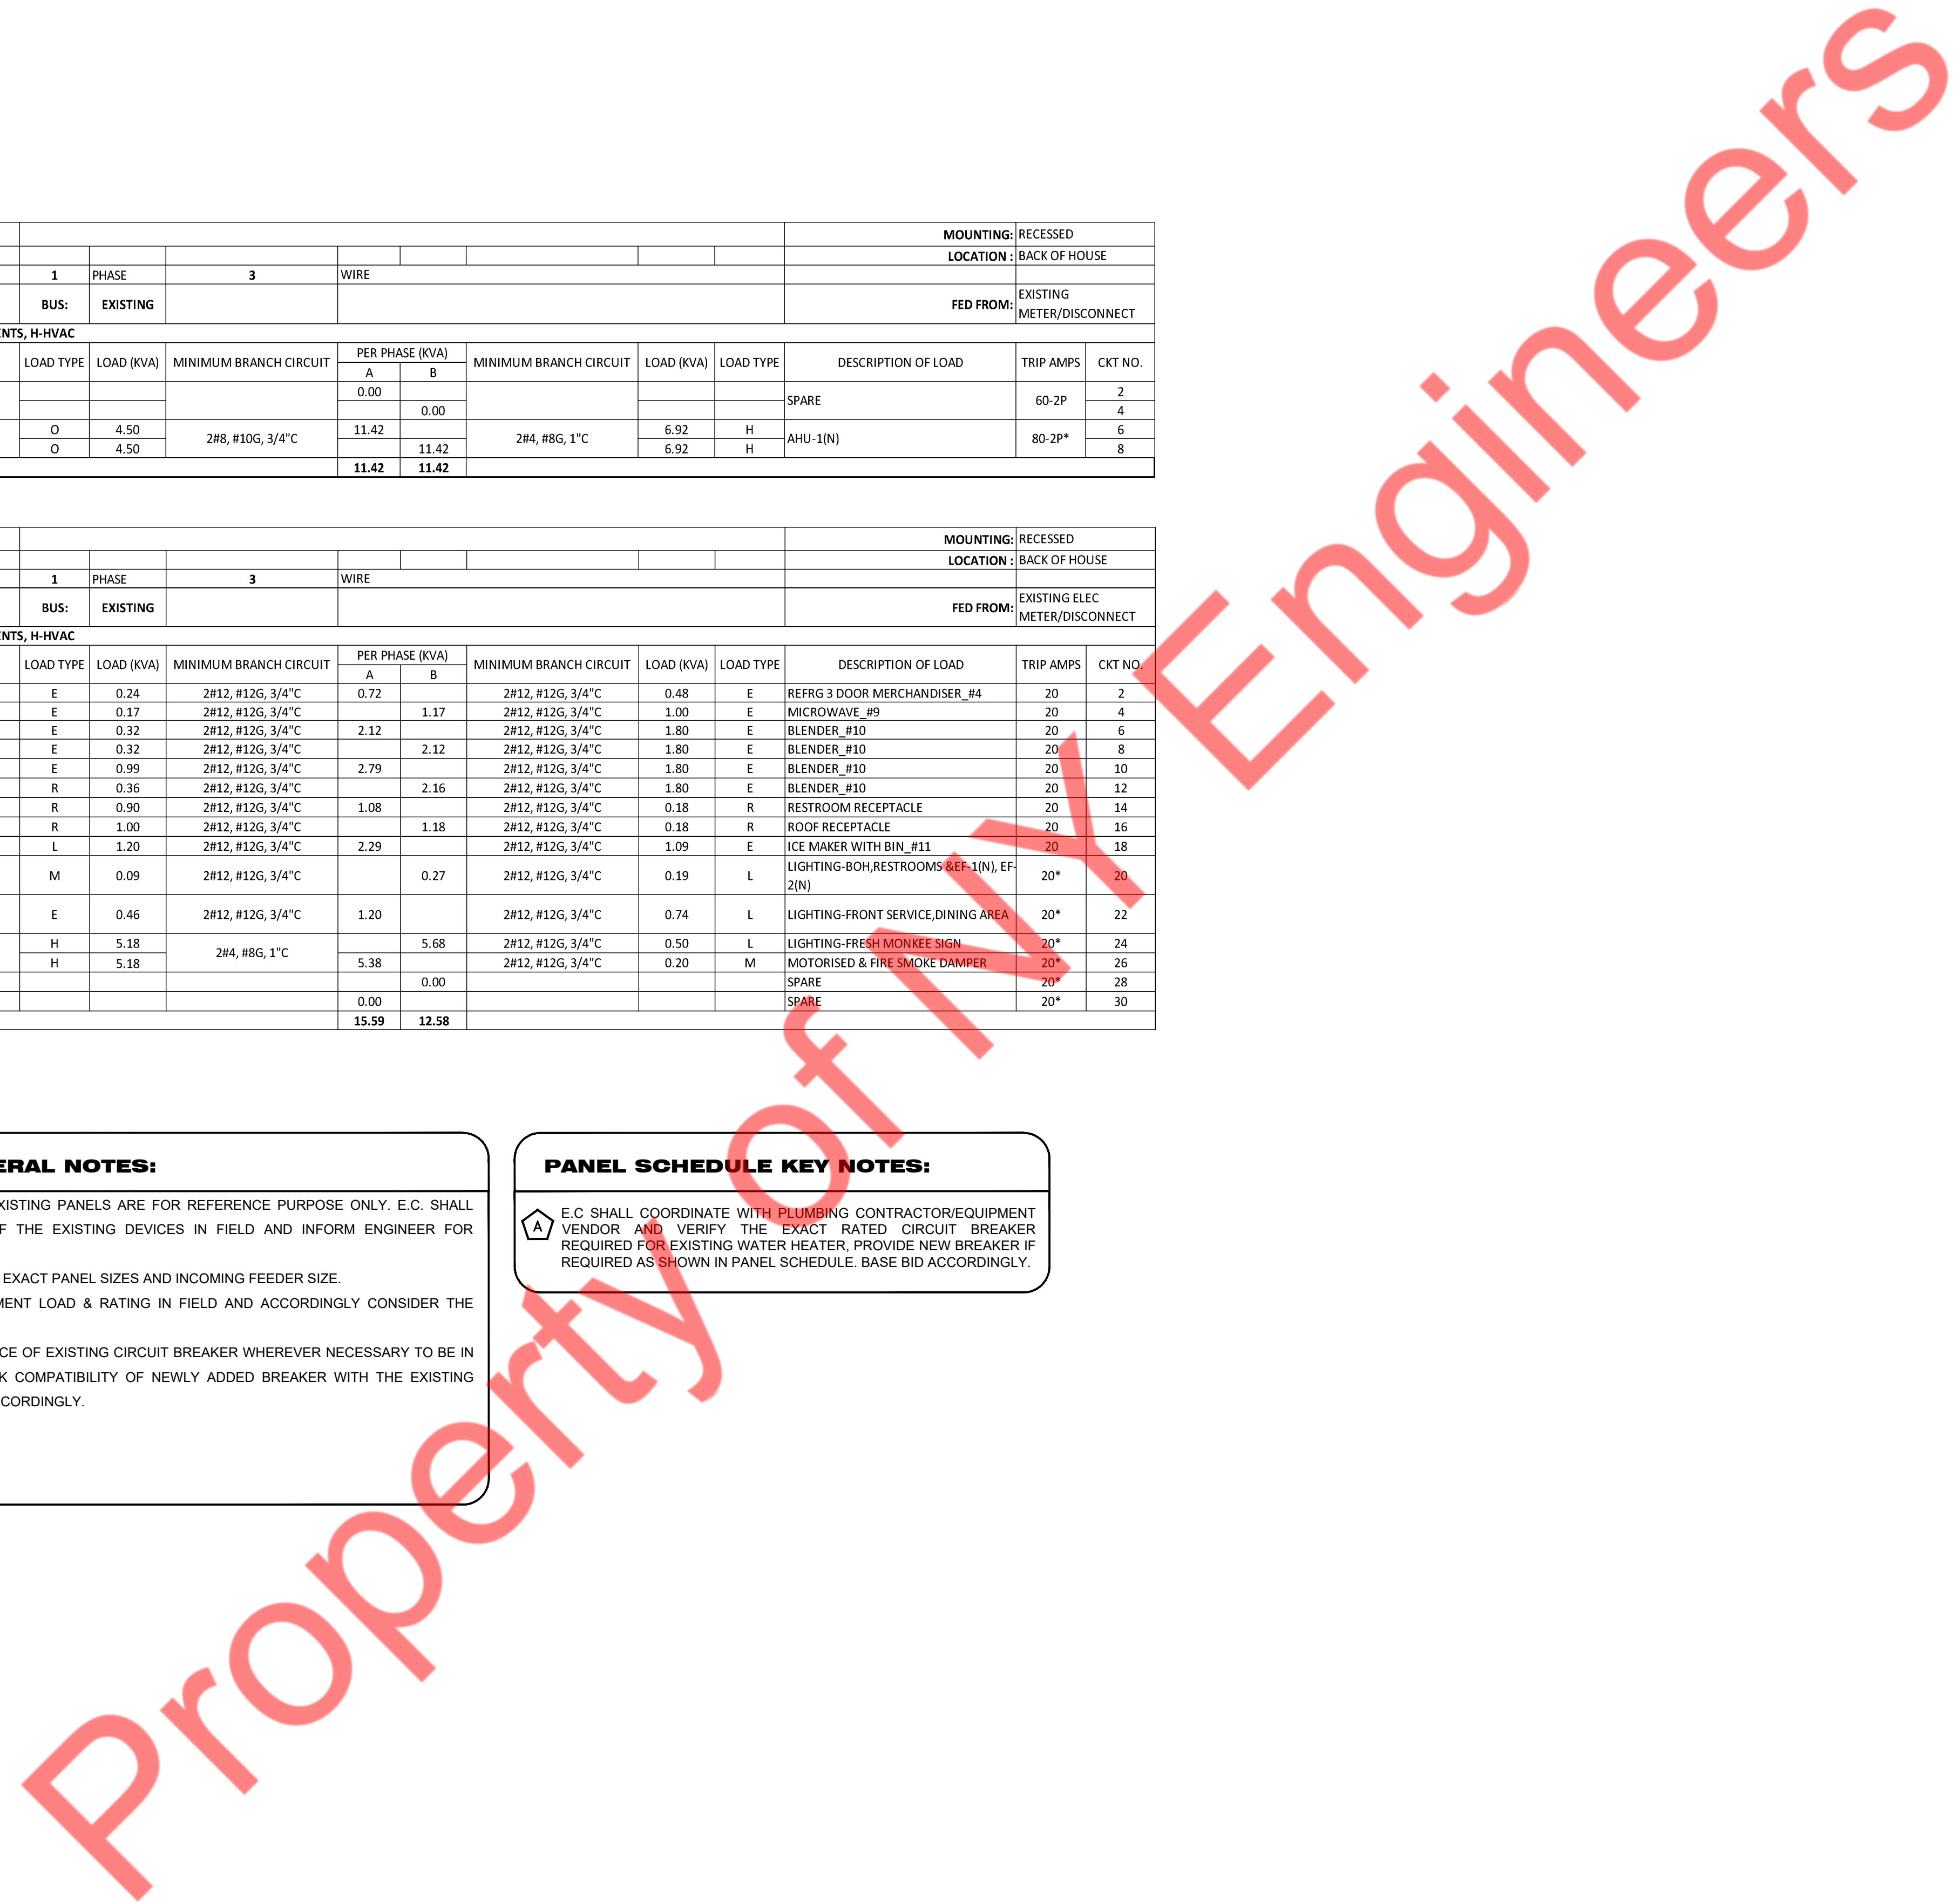 MOUNTING: RECESSED
LOCATION : BACK OF HOUSE
1 PHASE 3 WIRE
BUS: EXISTING FED FROM: EXISTING
METER/DISCONNECT
NTS, H-HVAC
LOAD TYPE LOAD (KVA) MINIMUM BRANCH CIRCUIT PER PHASE (KVA) MINIMUM BRANCH CIRCUIT LOAD (KVA) LOAD TYPE DESCRIPTION OF LOAD TRIP AMPS CKT NO.
A B
0.00 SPARE 60-2P 2
0.00 4
O 4.50 2#8, #10G, 3/4"C 11.42 2#4, #8G, 1"C 6.92 H AHU-1(N) 80-2P* 6
O 4.50 11.42 6.92 H 8
11.42 11.42
MOUNTING: RECESSED
LOCATION : BACK OF HOUSE
1 PHASE 3 WIRE
BUS: EXISTING FED FROM: EXISTING ELEC
METER/DISCONNECT
NTS, H-HVAC
LOAD TYPE LOAD (KVA) MINIMUM BRANCH CIRCUIT PER PHASE (KVA) MINIMUM BRANCH CIRCUIT LOAD (KVA) LOAD TYPE DESCRIPTION OF LOAD TRIP AMPS CKT NO.
A B
E 0.24 2#12, #12G, 3/4"C 0.72 2#12, #12G, 3/4"C 0.48 E REFRG 3 DOOR MERCHANDISER_#4 20 2
E 0.17 2#12, #12G, 3/4"C 1.17 2#12, #12G, 3/4"C 1.00 E MICROWAVE_#9 20 4
E 0.32 2#12, #12G, 3/4"C 2.12 2#12, #12G, 3/4"C 1.80 E BLENDER_#10 20 6
E 0.32 2#12, #12G, 3/4"C 2.12 2#12, #12G, 3/4"C 1.80 E BLENDER_#10 20 8
E 0.99 2#12, #12G, 3/4"C 2.79 2#12, #12G, 3/4"C 1.80 E BLENDER_#10 20 10
R 0.36 2#12, #12G, 3/4"C 2.16 2#12, #12G, 3/4"C 1.80 E BLENDER_#10 20 12
R 0.90 2#12, #12G, 3/4"C 1.08 2#12, #12G, 3/4"C 0.18 R RESTROOM RECEPTACLE 20 14
R 1.00 2#12, #12G, 3/4"C 1.18 2#12, #12G, 3/4"C 0.18 R ROOF RECEPTACLE 20 16
L 1.20 2#12, #12G, 3/4"C 2.29 2#12, #12G, 3/4"C 1.09 E ICE MAKER WITH BIN_#11 20 18
M 0.09 2#12, #12G, 3/4"C 0.27 2#12, #12G, 3/4"C 0.19 L LIGHTING-BOH,RESTROOMS &EF-1(N), EF-
2(N) 20* 20
E 0.46 2#12, #12G, 3/4"C 1.20 2#12, #12G, 3/4"C 0.74 L LIGHTING-FRONT SERVICE,DINING AREA 20* 22
H 5.18 2#4, #8G, 1"C 5.68 2#12, #12G, 3/4"C 0.50 L LIGHTING-FRESH MONKEE SIGN 20* 24
H 5.18 5.38 2#12, #12G, 3/4"C 0.20 M MOTORISED & FIRE SMOKE DAMPER 20* 26
0.00 SPARE 20* 28
0.00 SPARE 20* 30
15.59 12.58
ERAL NOTES:
XISTING PANELS ARE FOR REFERENCE PURPOSE ONLY. E.C. SHALL
F THE EXISTING DEVICES IN FIELD AND INFORM ENGINEER FOR
EXACT PANEL SIZES AND INCOMING FEEDER SIZE.
MENT LOAD & RATING IN FIELD AND ACCORDINGLY CONSIDER THE
CE OF EXISTING CIRCUIT BREAKER WHEREVER NECESSARY TO BE IN
K COMPATIBILITY OF NEWLY ADDED BREAKER WITH THE EXISTING
CORDINGLY.
PANEL SCHEDULE KEY NOTES:
A E.C SHALL COORDINATE WITH PLUMBING CONTRACTOR/EQUIPMENT
VENDOR AND VERIFY THE EXACT RATED CIRCUIT BREAKER
REQUIRED FOR EXISTING WATER HEATER, PROVIDE NEW BREAKER IF
REQUIRED AS SHOWN IN PANEL SCHEDULE. BASE BID ACCORDINGLY.
Property of NY Engineers